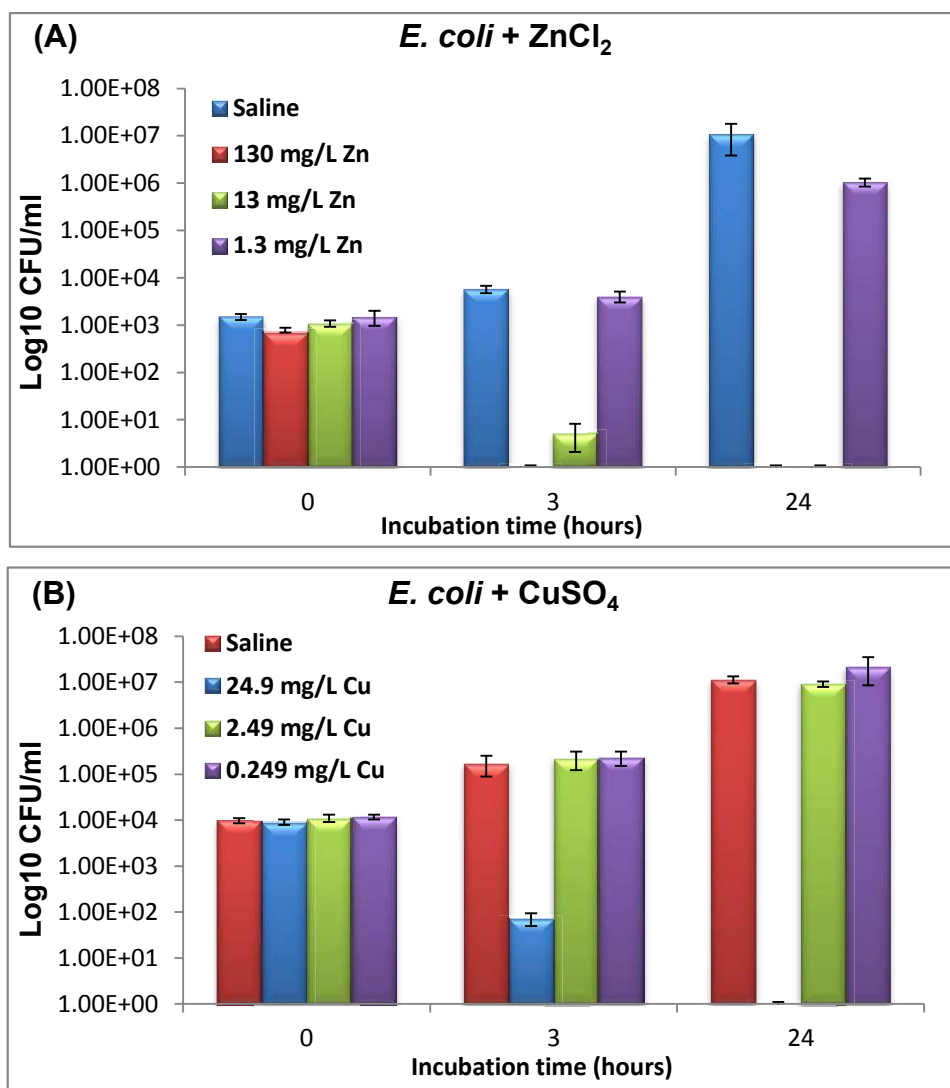 (A)
E. coli + ZnCl₂
1.00E+08
1.00E+07
1.00E+06
1.00E+05
1.00E+04
1.00E+03
1.00E+02
1.00E+01
1.00E+00
Log10 CFU/ml
Saline
130 mg/L Zn
13 mg/L Zn
1.3 mg/L Zn
0 3 24
Incubation time (hours)
(B)
E. coli + CuSO₄
1.00E+08
1.00E+07
1.00E+06
1.00E+05
1.00E+04
1.00E+03
1.00E+02
1.00E+01
1.00E+00
Log10 CFU/ml
Saline
24.9 mg/L Cu
2.49 mg/L Cu
0.249 mg/L Cu
0 3 24
Incubation time (hours)